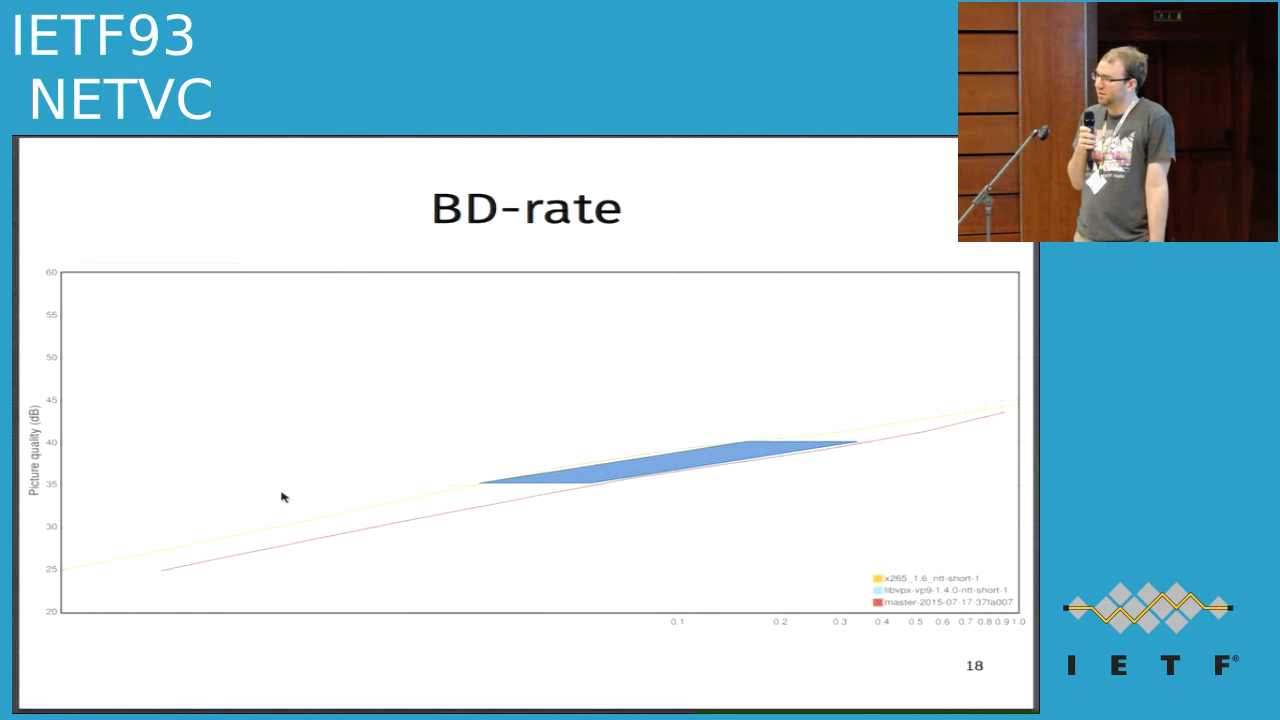 IETF93
NETVC
BD-rate
60
55
50
45
40
35
30
25
20
Picture quality (dB)
x265_1.6_ntt-short-1
libvpx-vp9-1.4.0-ntt-short-1
master-2015-07-17-37fa007
0.1 0.2 0.3 0.4 0.5 0.6 0.7 0.8 0.9 1.0
18
I E T F®